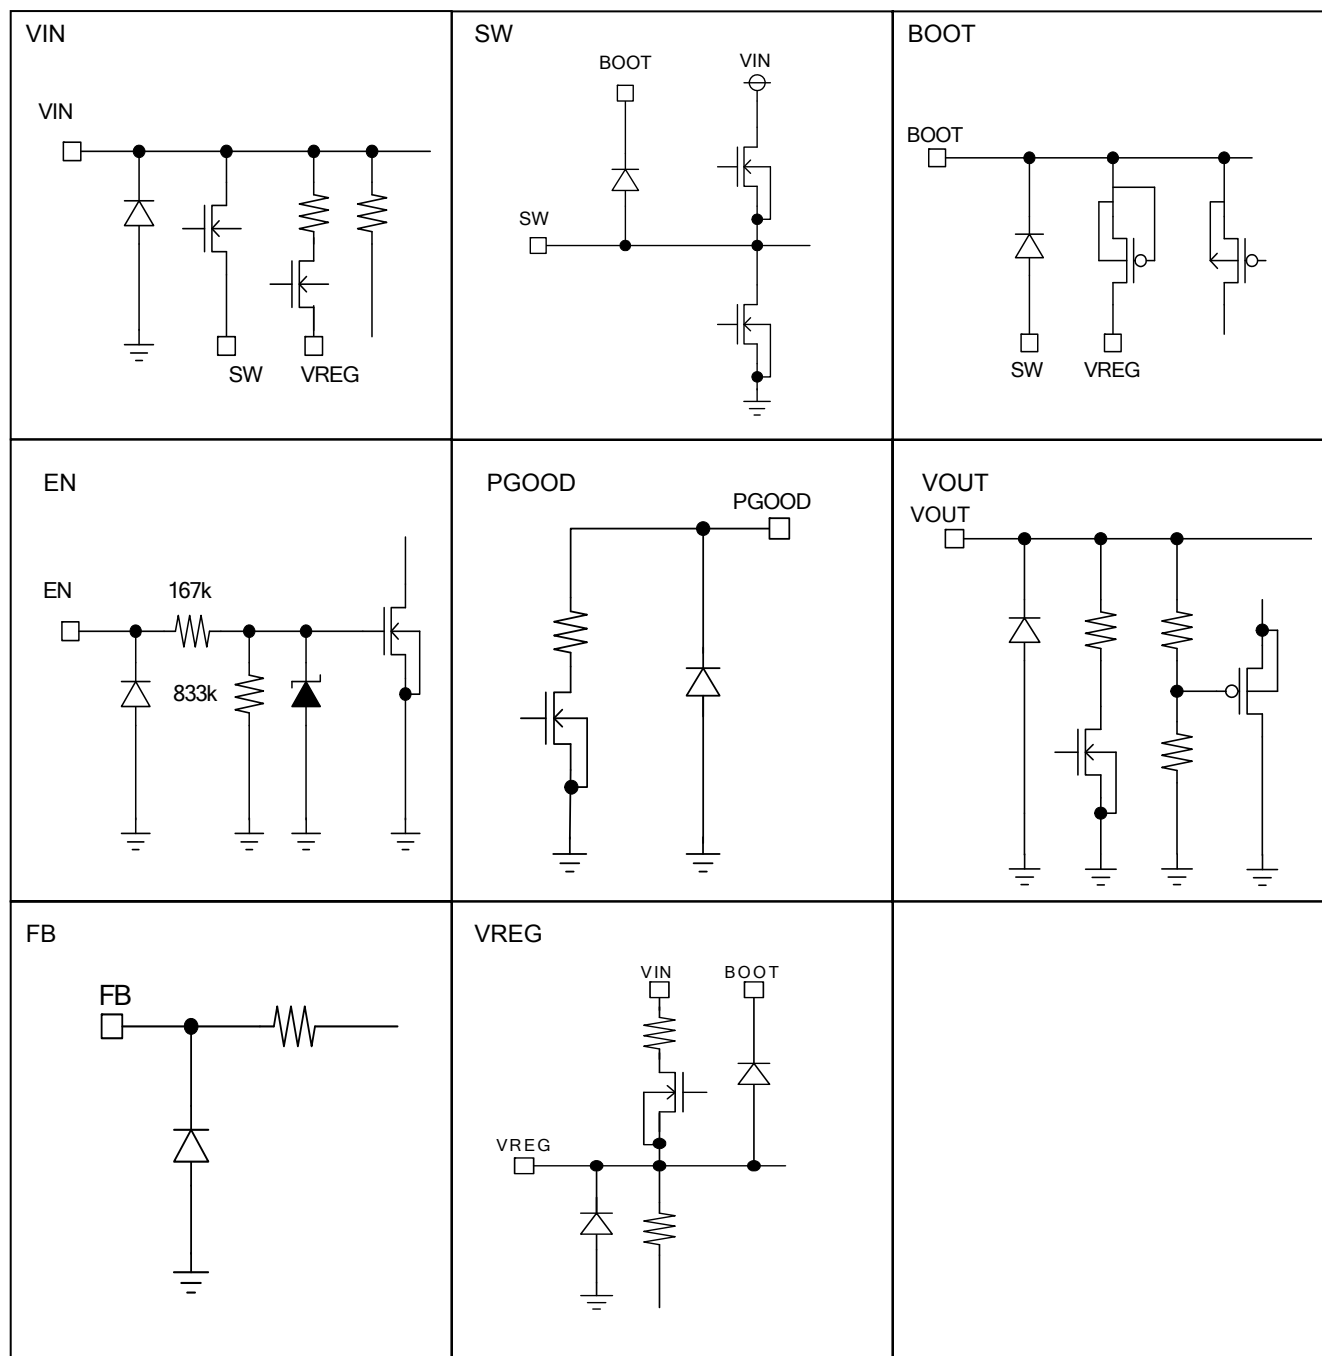 VIN
VIN
SW
VREG
SW
BOOT
VIN
SW
BOOT
BOOT
SW
VREG
EN
EN
167k
833k
PGOOD
PGOOD
VOUT
VOUT
FB
FB
VREG
VIN
BOOT
VREG